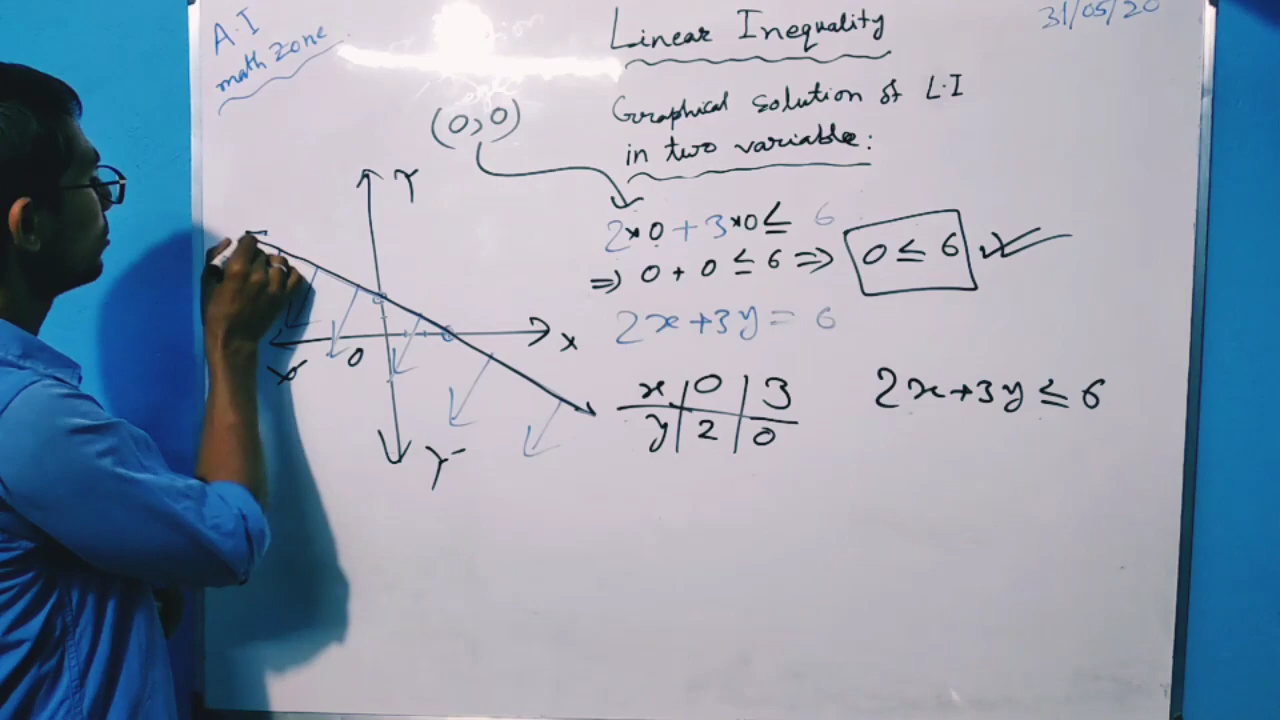 A.I
math zone
31/05/20
Linear Inequality
Graphical solution of L.I
in two variable:
(0,0)
2×0+3×0≤ 6
⇒ 0+0≤6⇒ 0≤6
2x+3y= 6
x|0|3
y|2|0
2x+3y≤6
Y
X
O
X'
Y'